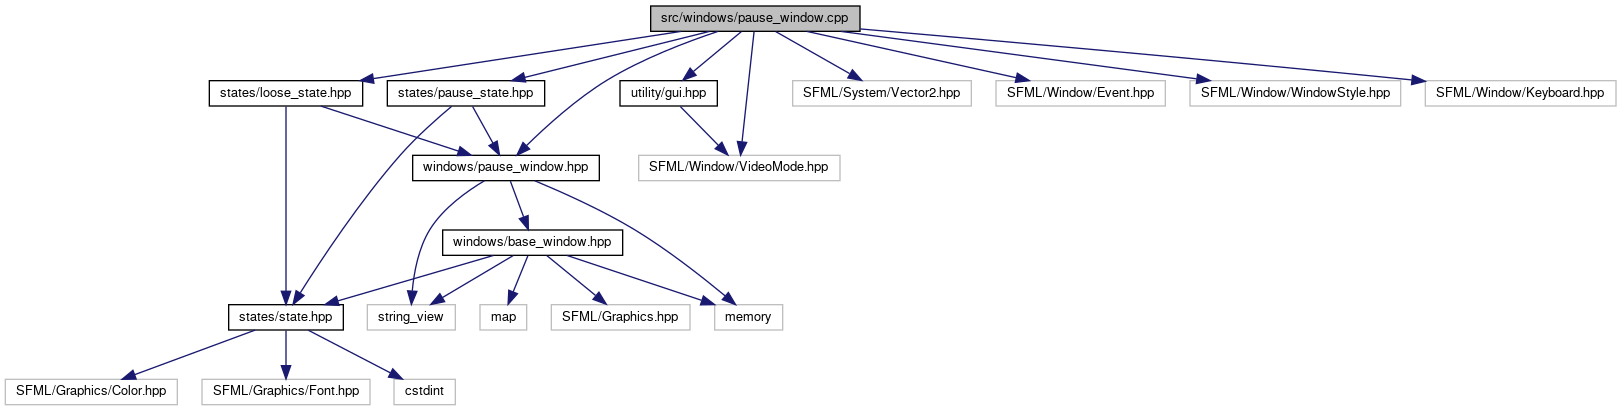 src/windows/pause_window.cpp
states/loose_state.hpp
states/pause_state.hpp
utility/gui.hpp
SFML/System/Vector2.hpp
SFML/Window/Event.hpp
SFML/Window/WindowStyle.hpp
SFML/Window/Keyboard.hpp
windows/pause_window.hpp
SFML/Window/VideoMode.hpp
windows/base_window.hpp
states/state.hpp
string_view
map
SFML/Graphics.hpp
memory
SFML/Graphics/Color.hpp
SFML/Graphics/Font.hpp
cstdint